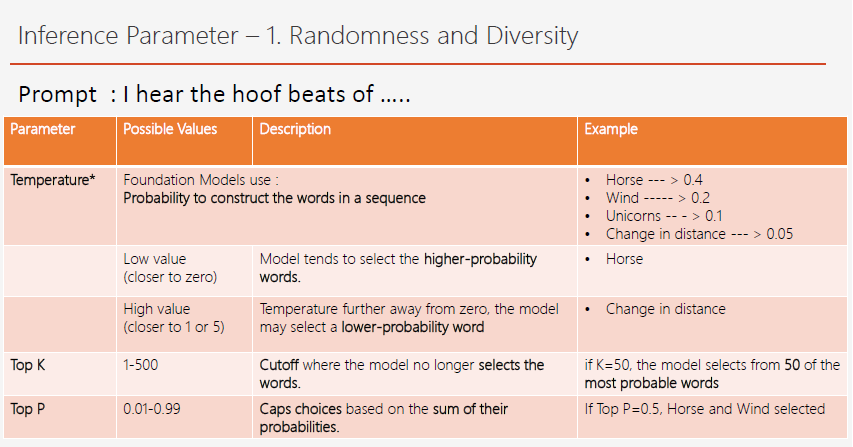 Inference Parameter – 1. Randomness and Diversity
Prompt : I hear the hoof beats of …..
Parameter
Possible Values
Description
Example
Temperature*
Foundation Models use :
Probability to construct the words in a sequence
• Horse --- > 0.4
• Wind ----- > 0.2
• Unicorns -- - > 0.1
• Change in distance --- > 0.05
Low value
(closer to zero)
Model tends to select the higher-probability
words.
• Horse
High value
(closer to 1 or 5)
Temperature further away from zero, the model
may select a lower-probability word
• Change in distance
Top K
1-500
Cutoff where the model no longer selects the
words.
if K=50, the model selects from 50 of the
most probable words
Top P
0.01-0.99
Caps choices based on the sum of their
probabilities.
If Top P=0.5, Horse and Wind selected